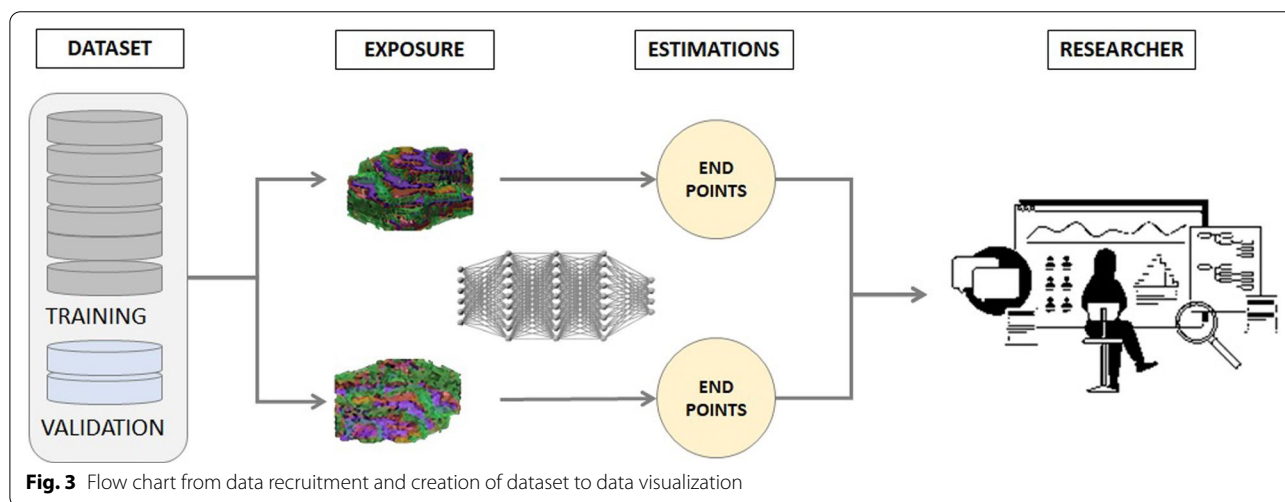 DATASET
EXPOSURE
ESTIMATIONS
RESEARCHER
TRAINING
VALIDATION
END
POINTS
END
POINTS
Fig. 3 Flow chart from data recruitment and creation of dataset to data visualization